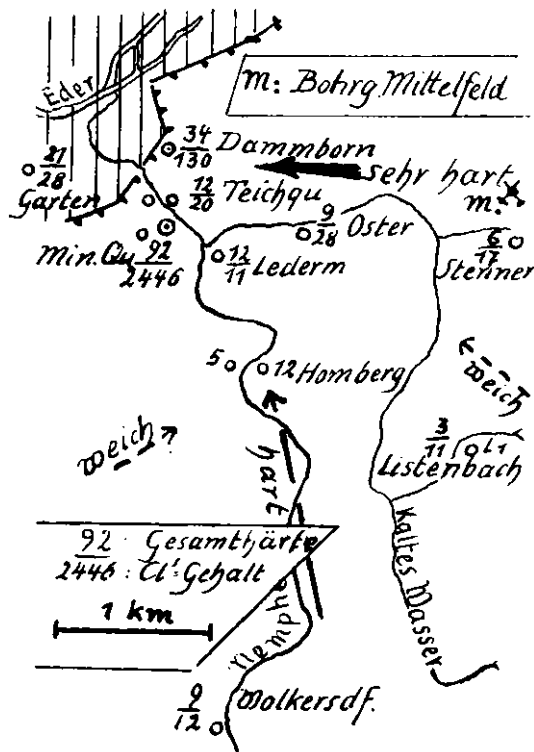 m: Bohrg. Mittelfeld
Eder
34
130
Dammborn
21
28
Garten
sehr hart
m.
12
20
Teichqu
9
28
Oster
6
17
Stenner
Min. Qu
92
2446
12
11
Lederm
5
12
Homberg
weich
weich
hart
3
11
L1
Listenbach
92 : Gesamthärte
2446 : Cl'-Gehalt
1 km
Kaltes Wasser
9
12
Wolkersdf.